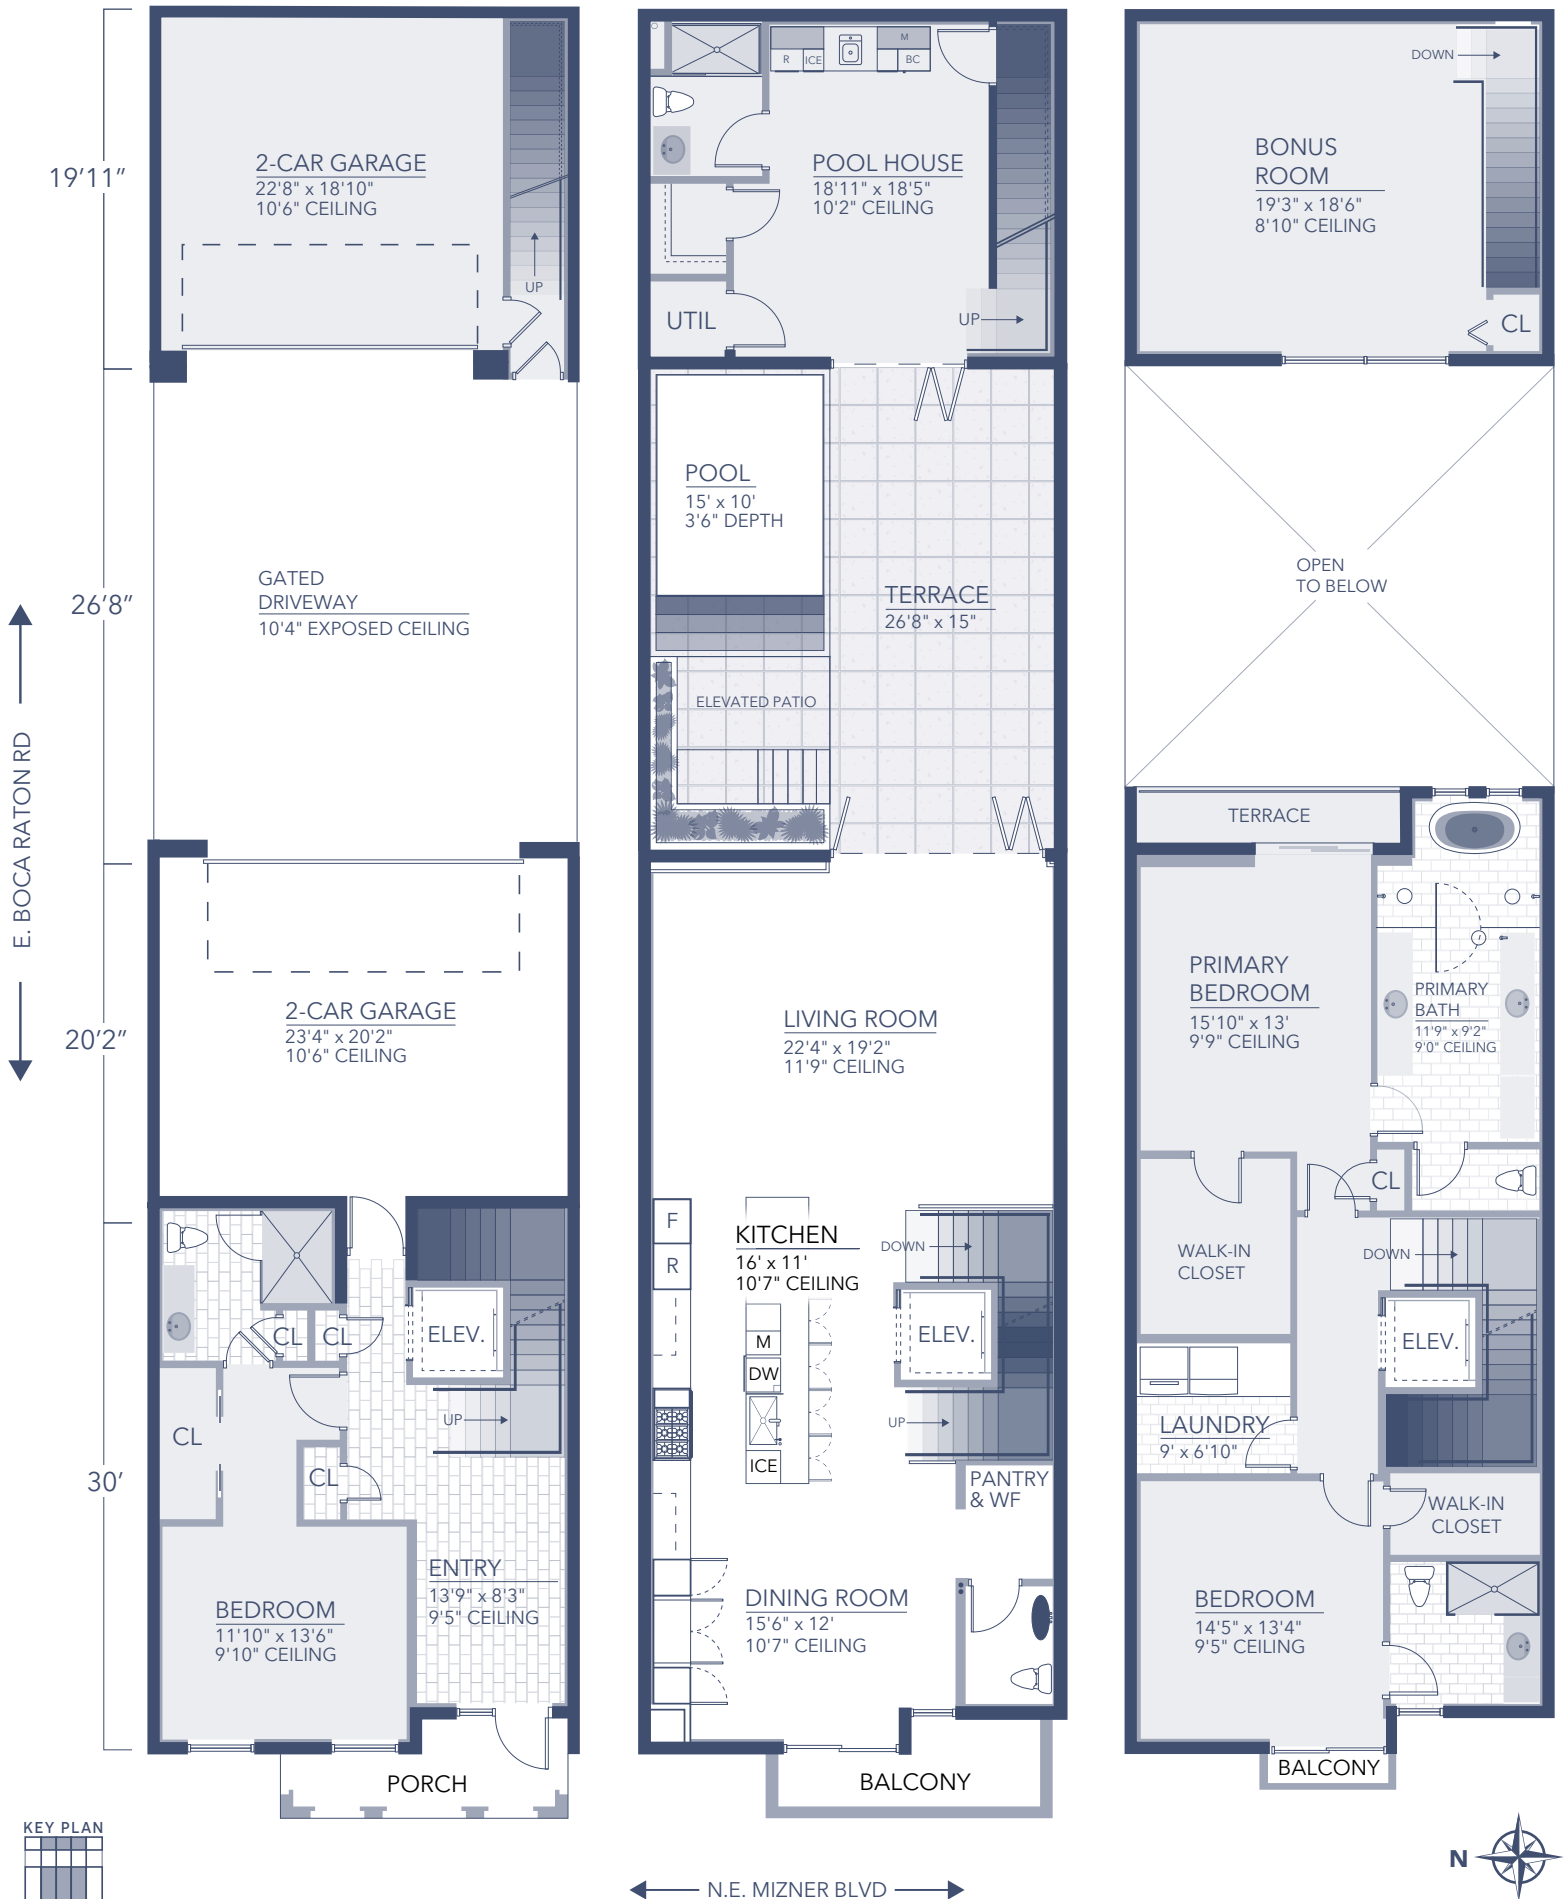 19'11"
26'8"
20'2"
30'
E. BOCA RATON RD
2-CAR GARAGE
22'8" x 18'10"
10'6" CEILING
UP
GATED
DRIVEWAY
10'4" EXPOSED CEILING
2-CAR GARAGE
23'4" x 20'2"
10'6" CEILING
CL
CL
ELEV.
UP
CL
CL
ENTRY
13'9" x 8'3"
9'5" CEILING
BEDROOM
11'10" x 13'6"
9'10" CEILING
PORCH
KEY PLAN
R
ICE
M
BC
POOL HOUSE
18'11" x 18'5"
10'2" CEILING
UTIL
UP
POOL
15' x 10'
3'6" DEPTH
TERRACE
26'8" x 15"
ELEVATED PATIO
LIVING ROOM
22'4" x 19'2"
11'9" CEILING
F
R
KITCHEN
16' x 11'
10'7" CEILING
DOWN
M
DW
ICE
ELEV.
UP
PANTRY
& WF
DINING ROOM
15'6" x 12'
10'7" CEILING
BALCONY
N.E. MIZNER BLVD
DOWN
BONUS
ROOM
19'3" x 18'6"
8'10" CEILING
CL
OPEN
TO BELOW
TERRACE
PRIMARY
BEDROOM
15'10" x 13'
9'9" CEILING
PRIMARY
BATH
11'9" x 9'2"
9'0" CEILING
CL
WALK-IN
CLOSET
DOWN
ELEV.
LAUNDRY
9' x 6'10"
WALK-IN
CLOSET
BEDROOM
14'5" x 13'4"
9'5" CEILING
BALCONY
N